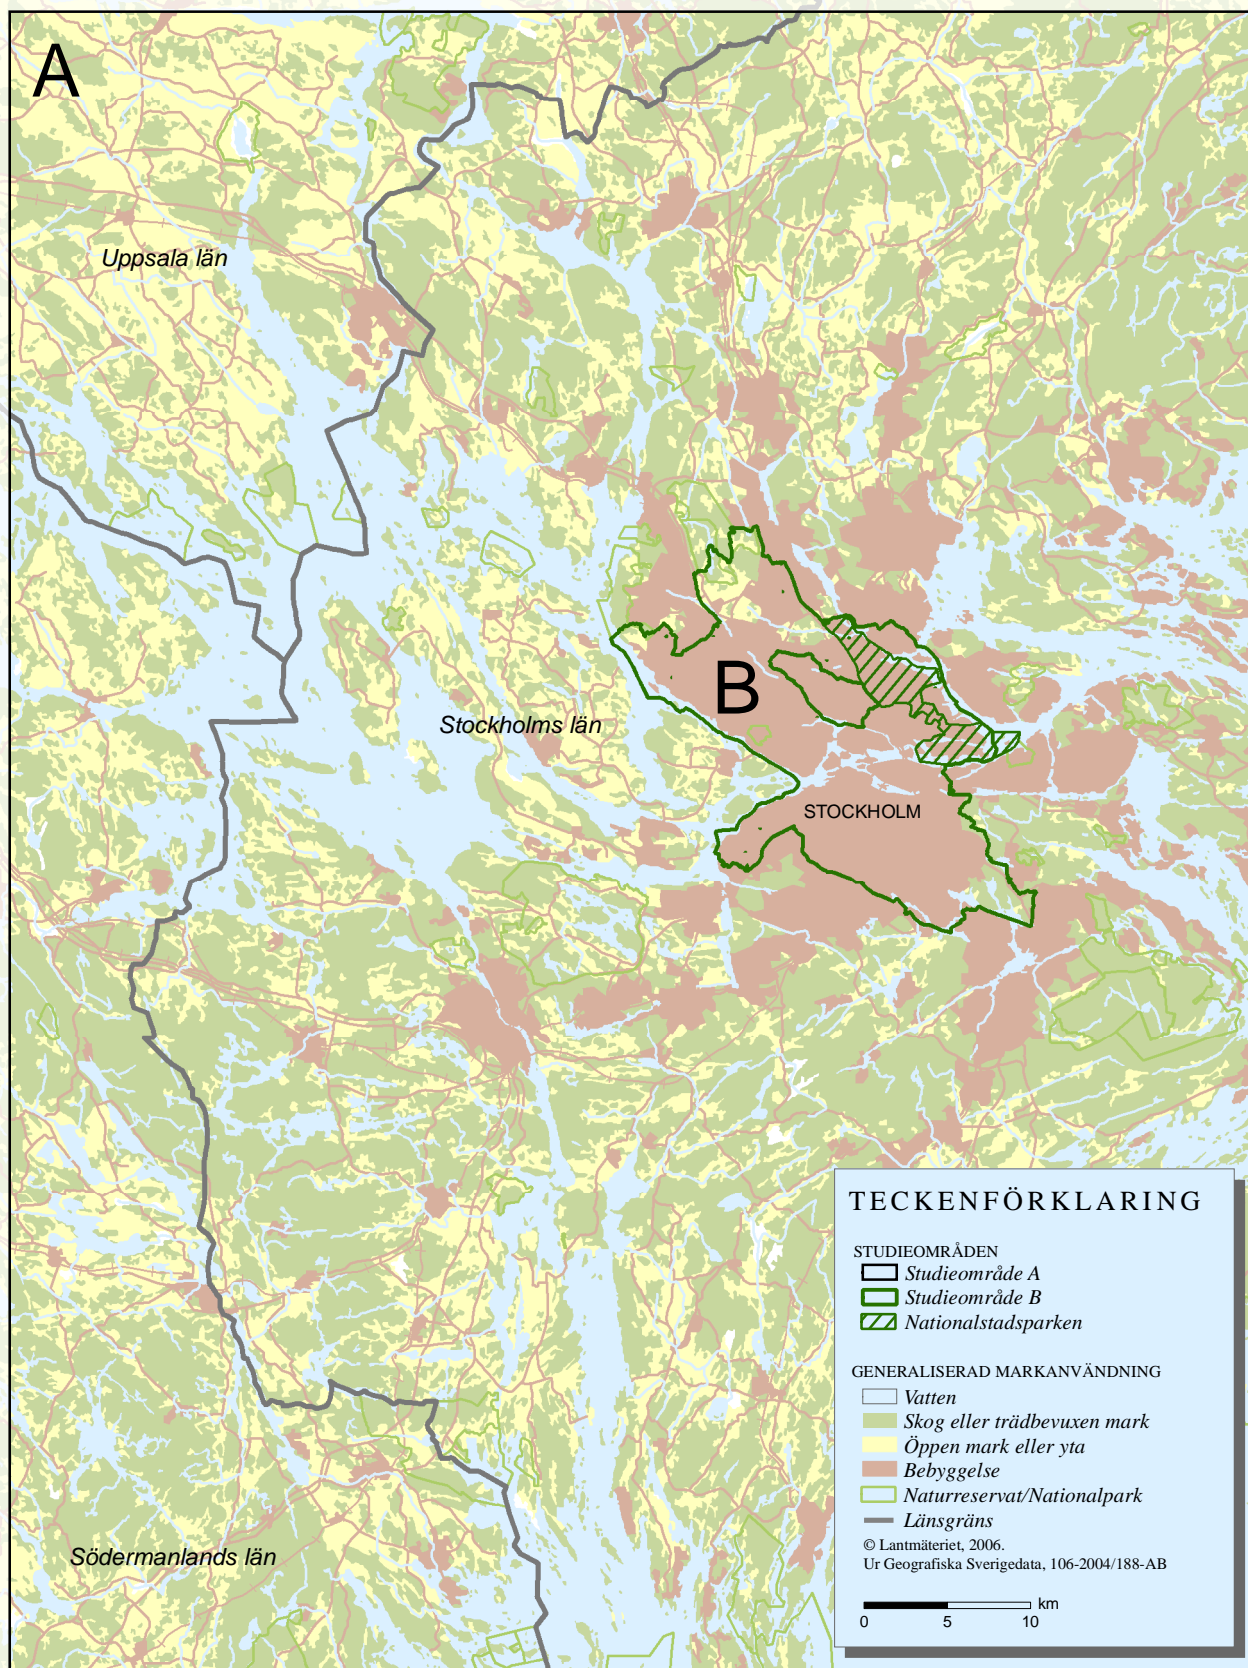 A
Uppsala län
Stockholms län
B
STOCKHOLM
Södermanlands län
TECKENFÖRKLARING
STUDIEOMRÅDEN
Studieområde A
Studieområde B
Nationalstadsparken
GENERALISERAD MARKANVÄNDNING
Vatten
Skog eller trädbevuxen mark
Öppen mark eller yta
Bebyggelse
Naturreservat/Nationalpark
Länsgräns
© Lantmäteriet, 2006.
Ur Geografiska Sverigedata, 106-2004/188-AB
km
0 5 10